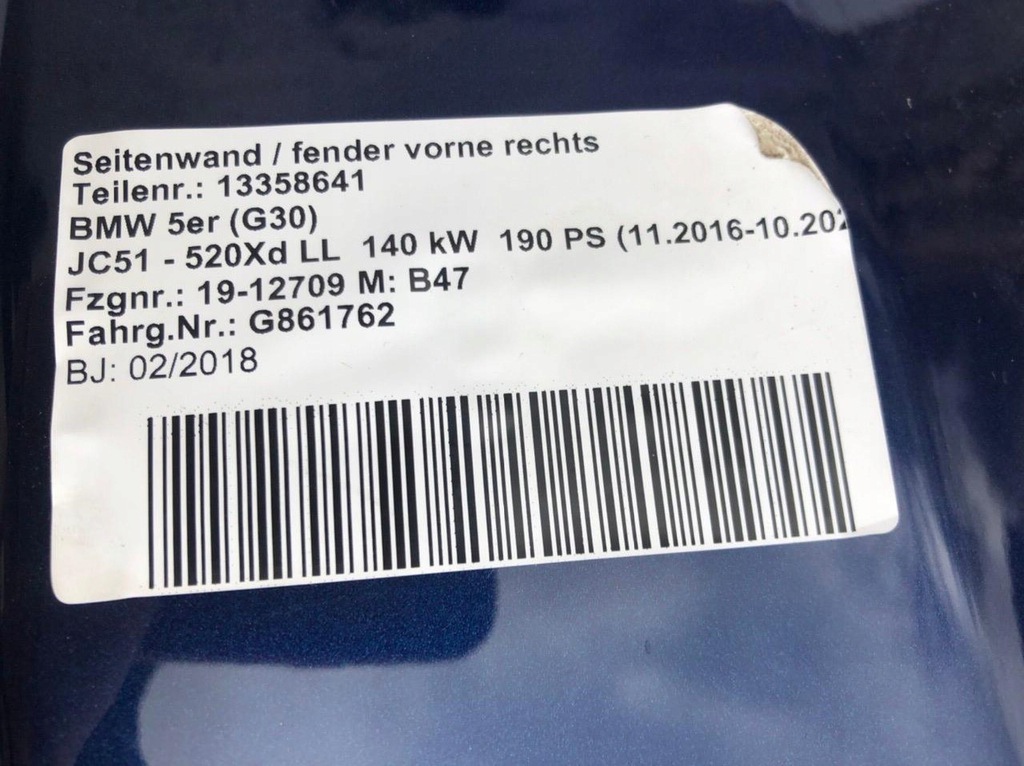 Seitenwand / fender vorne rechts
Teilenr.: 13358641
BMW 5er (G30)
JC51 - 520Xd LL 140 kW 190 PS (11.2016-10.202
Fzgnr.: 19-12709 M: B47
Fahrg.Nr.: G861762
BJ: 02/2018